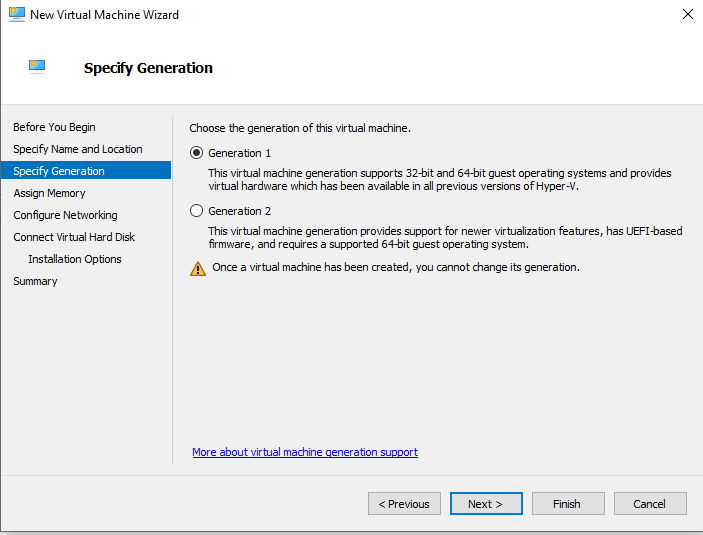 New Virtual Machine Wizard
Specify Generation
Before You Begin
Specify Name and Location
Specify Generation
Assign Memory
Configure Networking
Connect Virtual Hard Disk
Installation Options
Summary
Choose the generation of this virtual machine.
Generation 1
This virtual machine generation supports 32-bit and 64-bit guest operating systems and provides
virtual hardware which has been available in all previous versions of Hyper-V.
Generation 2
This virtual machine generation provides support for newer virtualization features, has UEFI-based
firmware, and requires a supported 64-bit guest operating system.
Once a virtual machine has been created, you cannot change its generation.
More about virtual machine generation support
< Previous
Next >
Finish
Cancel